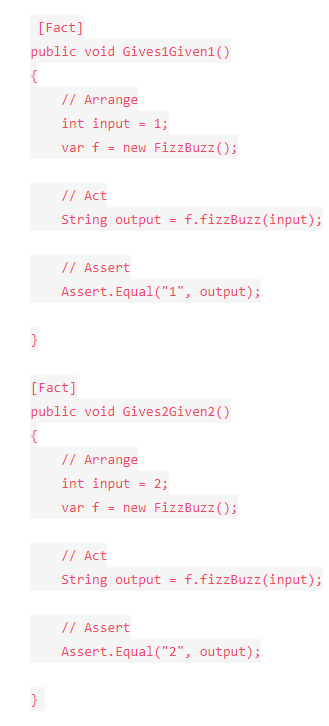 [Fact]
public void Gives1Given1()
{
    // Arrange
    int input = 1;
    var f = new FizzBuzz();

    // Act
    String output = f.fizzBuzz(input);

    // Assert
    Assert.Equal("1", output);

}

[Fact]
public void Gives2Given2()
{
    // Arrange
    int input = 2;
    var f = new FizzBuzz();

    // Act
    String output = f.fizzBuzz(input);

    // Assert
    Assert.Equal("2", output);

}